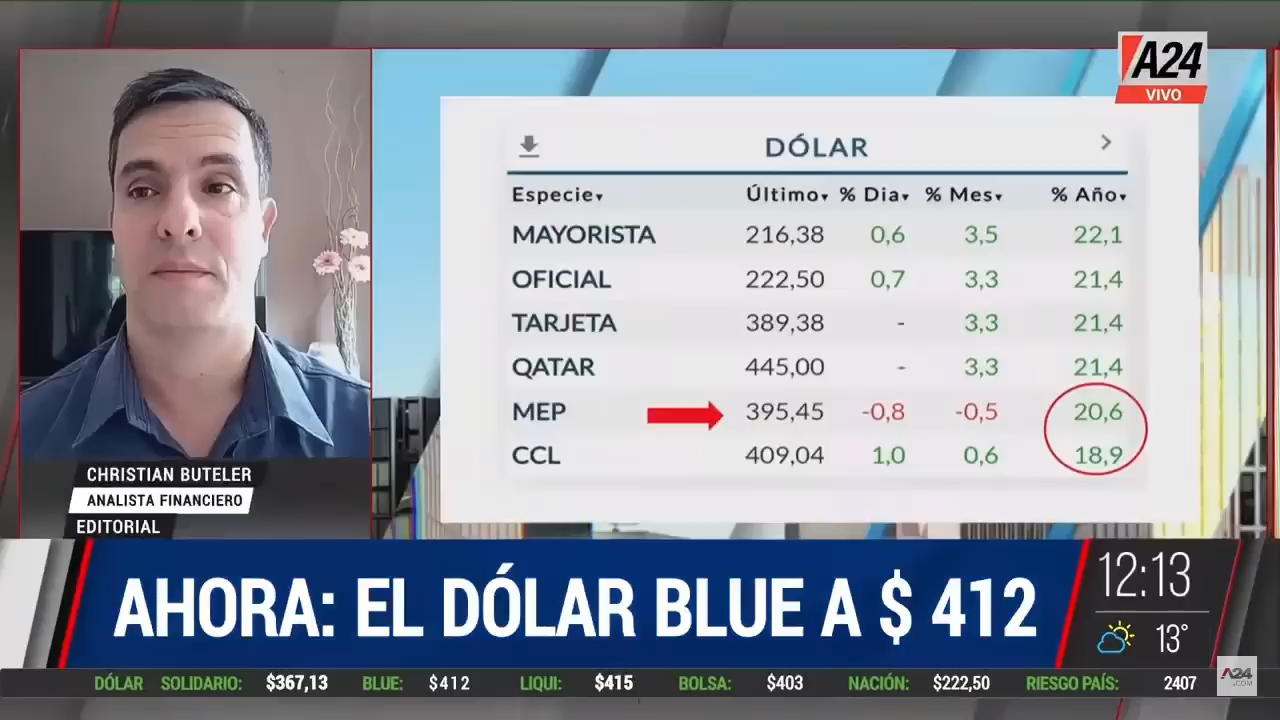 A24
VIVO
DÓLAR
Especie Último % Dia % Mes % Año
MAYORISTA 216,38 0,6 3,5 22,1
OFICIAL 222,50 0,7 3,3 21,4
TARJETA 389,38 - 3,3 21,4
QATAR 445,00 - 3,3 21,4
MEP 395,45 -0,8 -0,5 20,6
CCL 409,04 1,0 0,6 18,9
CHRISTIAN BUTELER
ANALISTA FINANCIERO
EDITORIAL
AHORA: EL DÓLAR BLUE A $ 412
12:13
13°
DÓLAR SOLIDARIO: $367,13 BLUE: $412 LIQUI: $415 BOLSA: $403 NACIÓN: $222,50 RIESGO PAÍS: 2407
A24
.COM